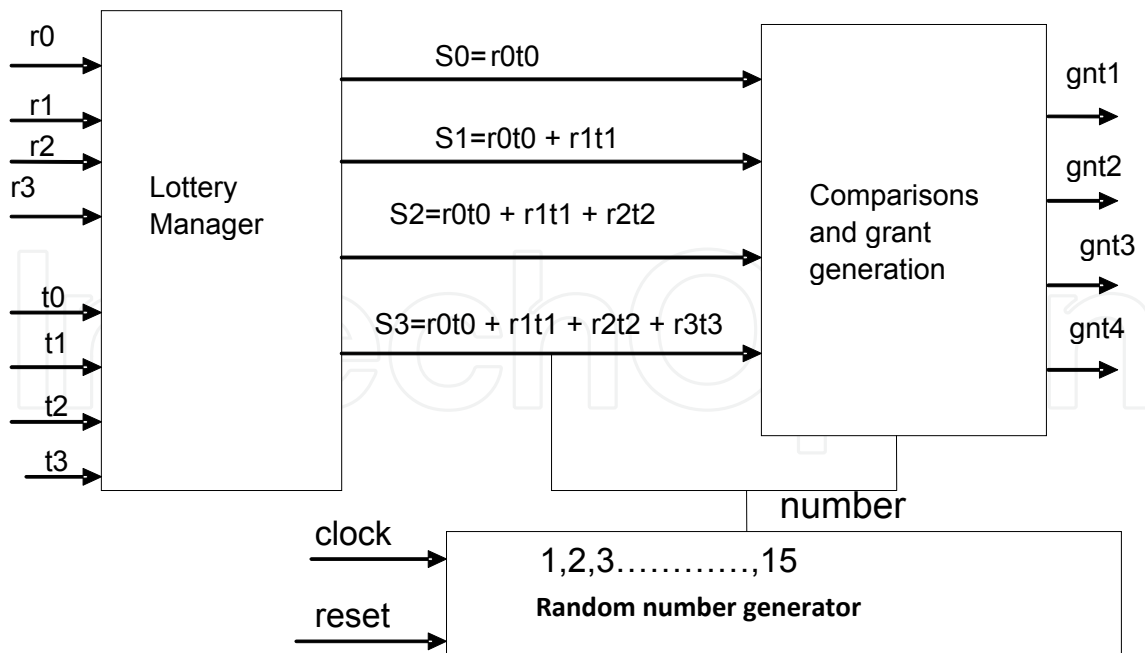 r0
r1
r2
r3
t0
t1
t2
t3
Lottery
Manager
S0=r0t0
S1=r0t0 + r1t1
S2=r0t0 + r1t1 + r2t2
S3=r0t0 + r1t1 + r2t2 + r3t3
Comparisons
and grant
generation
gnt1
gnt2
gnt3
gnt4
number
clock
reset
1,2,3............,15
Random number generator